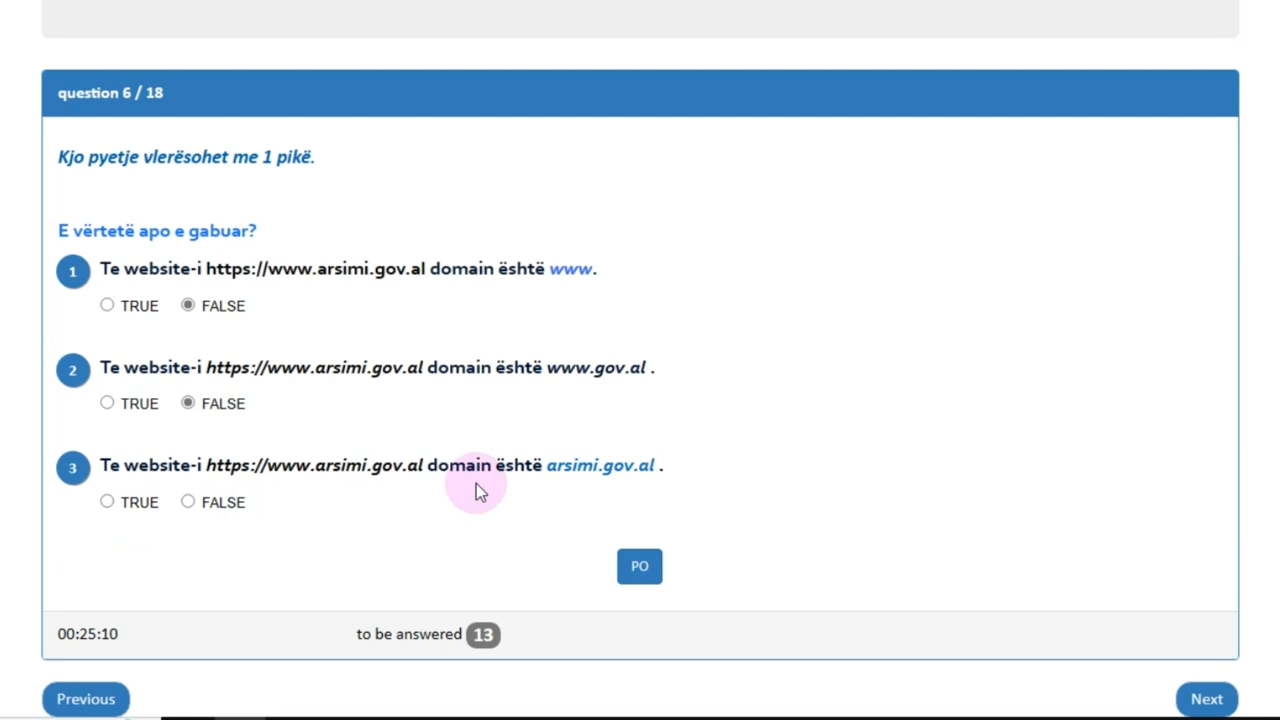 question 6 / 18
Kjo pyetje vlerësohet me 1 pikë.
E vërtetë apo e gabuar?
1 Te website-i https://www.arsimi.gov.al domain është www.
TRUE FALSE
2 Te website-i https://www.arsimi.gov.al domain është www.gov.al .
TRUE FALSE
3 Te website-i https://www.arsimi.gov.al domain është arsimi.gov.al .
TRUE FALSE
PO
00:25:10 to be answered 13
Previous Next